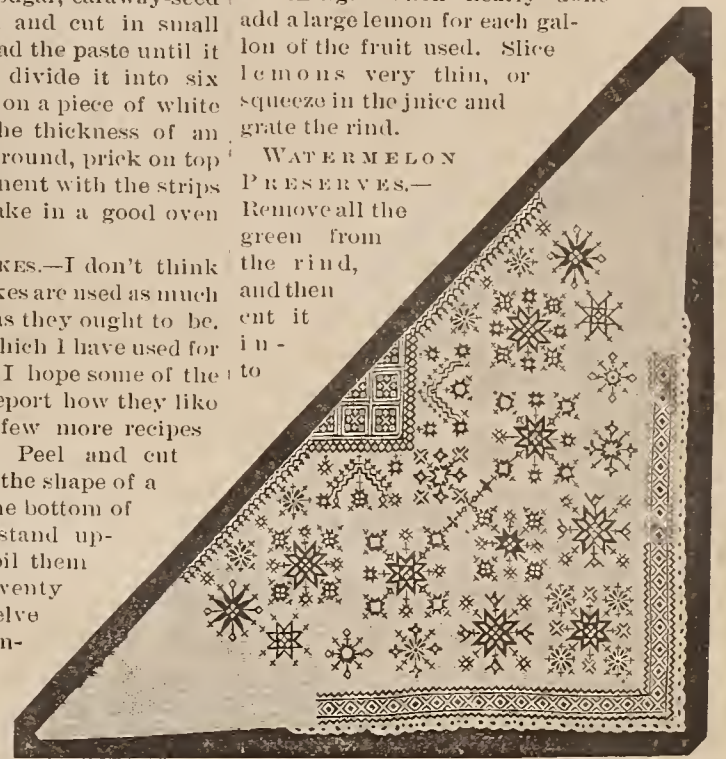 and cut in small
ad the paste until it
divide it into six
on a piece of white
he thickness of an
round, prick on top
nent with the strips
ake in a good oven
KES.—I don't think
kes are used as much
as they ought to be.
hich I have used for
I hope some of the
eport how they like
few more recipes
Peel and cut
the shape of a
he bottom of
stand up-
oil them
venty
elve
n-
add a large lemon for each gal-
lon of the fruit used. Slice
lemons very thin, or
squeeze in the juice and
grate the rind.
WATERMELON
PRESERVES.—
Remove all the
green from
the rind,
and then
cut it
in-
to